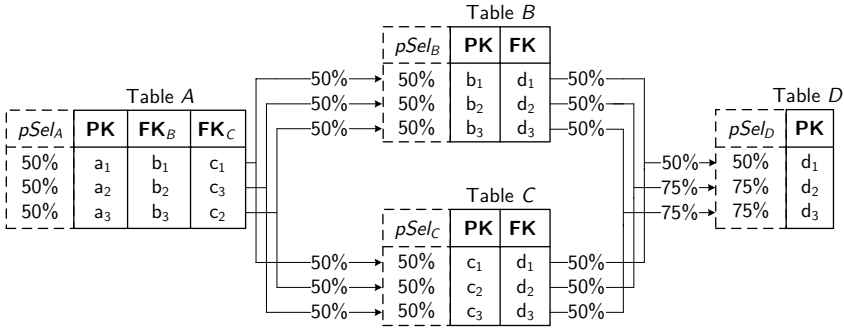 Table B
pSel_B PK FK
50% 50% b₁ d₁ 50%
50% 50% b₂ d₂ 50%
50% 50% b₃ d₃ 50%
Table A
pSel_A PK FK_B FK_C
50% a₁ b₁ c₁
50% a₂ b₂ c₃
50% a₃ b₃ c₂
Table D
pSel_D PK
50% 50% d₁
75% 75% d₂
75% 75% d₃
Table C
pSel_C PK FK
50% 50% c₁ d₁ 50%
50% 50% c₂ d₂ 50%
50% 50% c₃ d₃ 50%